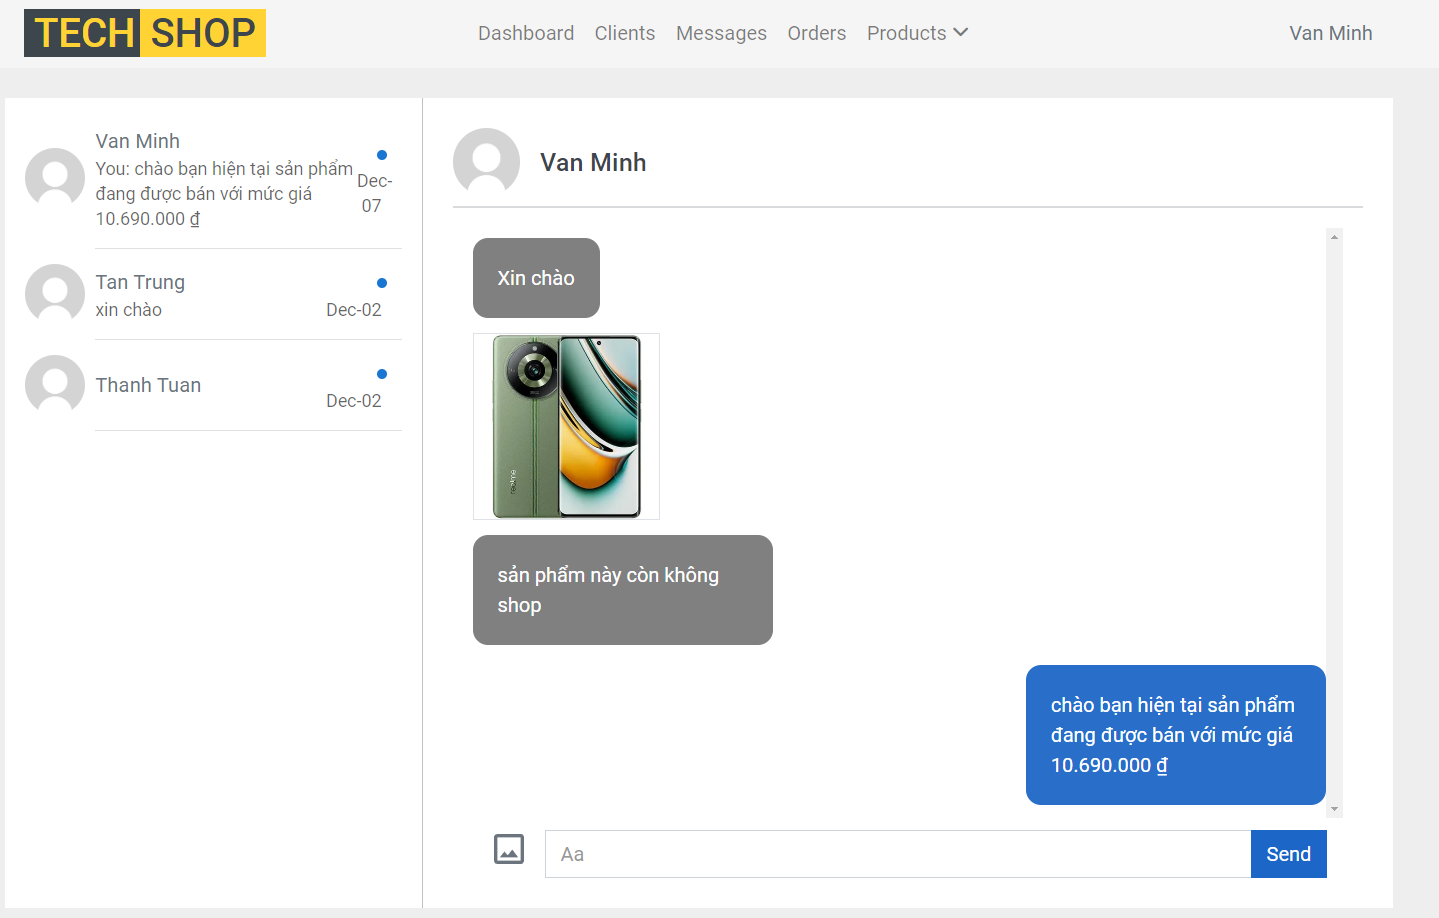 TECH SHOP
Dashboard Clients Messages Orders Products
Van Minh
Van Minh
You: chào bạn hiện tại sản phẩm
đang được bán với mức giá
10.690.000 ₫
Dec-
07
Tan Trung
xin chào
Dec-02
Thanh Tuan
Dec-02
Van Minh
Xin chào
realme
sản phẩm này còn không
shop
chào bạn hiện tại sản phẩm
đang được bán với mức giá
10.690.000 ₫
Aa
Send